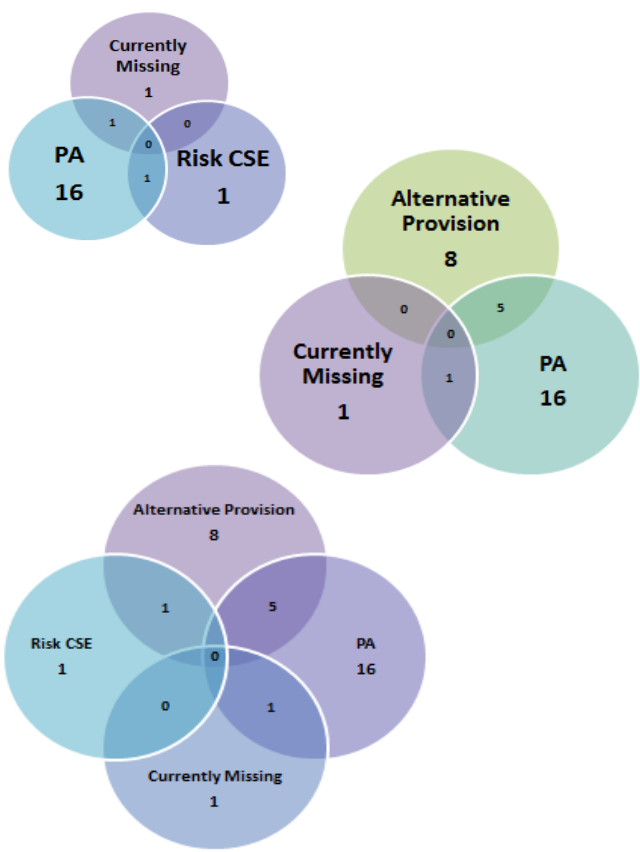 Currently
Missing
1
1
0
0
PA
16
Risk CSE
1
1
Alternative
Provision
8
0
5
0
Currently
Missing
1
1
PA
16
Alternative Provision
8
1
5
Risk CSE
1
0
PA
16
0
1
Currently Missing
1